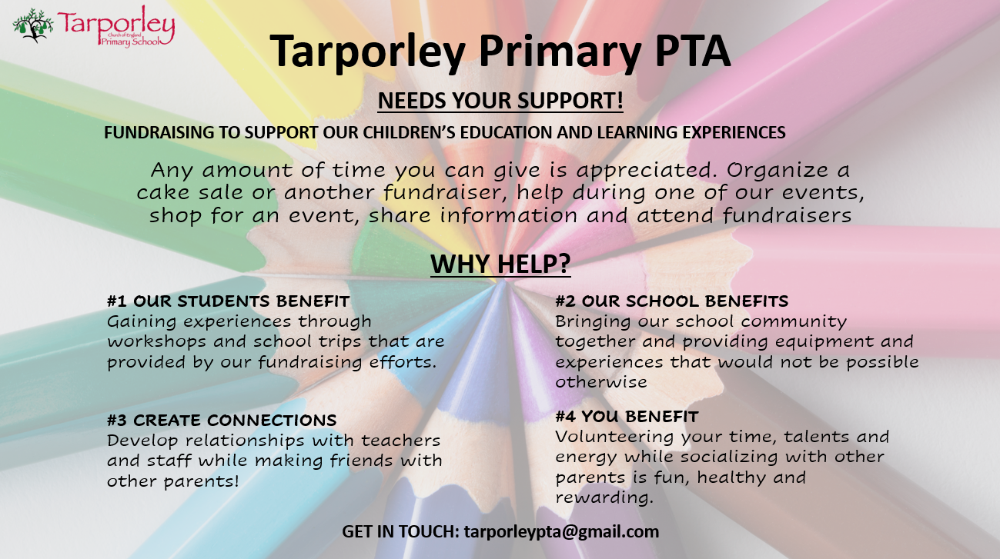 Tarporley
Church of England
Primary School
Tarporley Primary PTA
NEEDS YOUR SUPPORT!
FUNDRAISING TO SUPPORT OUR CHILDREN’S EDUCATION AND LEARNING EXPERIENCES
Any amount of time you can give is appreciated. Organize a
cake sale or another fundraiser, help during one of our events,
shop for an event, share information and attend fundraisers
WHY HELP?
#1 OUR STUDENTS BENEFIT
Gaining experiences through
workshops and school trips that are
provided by our fundraising efforts.
#2 OUR SCHOOL BENEFITS
Bringing our school community
together and providing equipment and
experiences that would not be possible
otherwise
#3 CREATE CONNECTIONS
Develop relationships with teachers
and staff while making friends with
other parents!
#4 YOU BENEFIT
Volunteering your time, talents and
energy while socializing with other
parents is fun, healthy and
rewarding.
GET IN TOUCH: tarporleypta@gmail.com